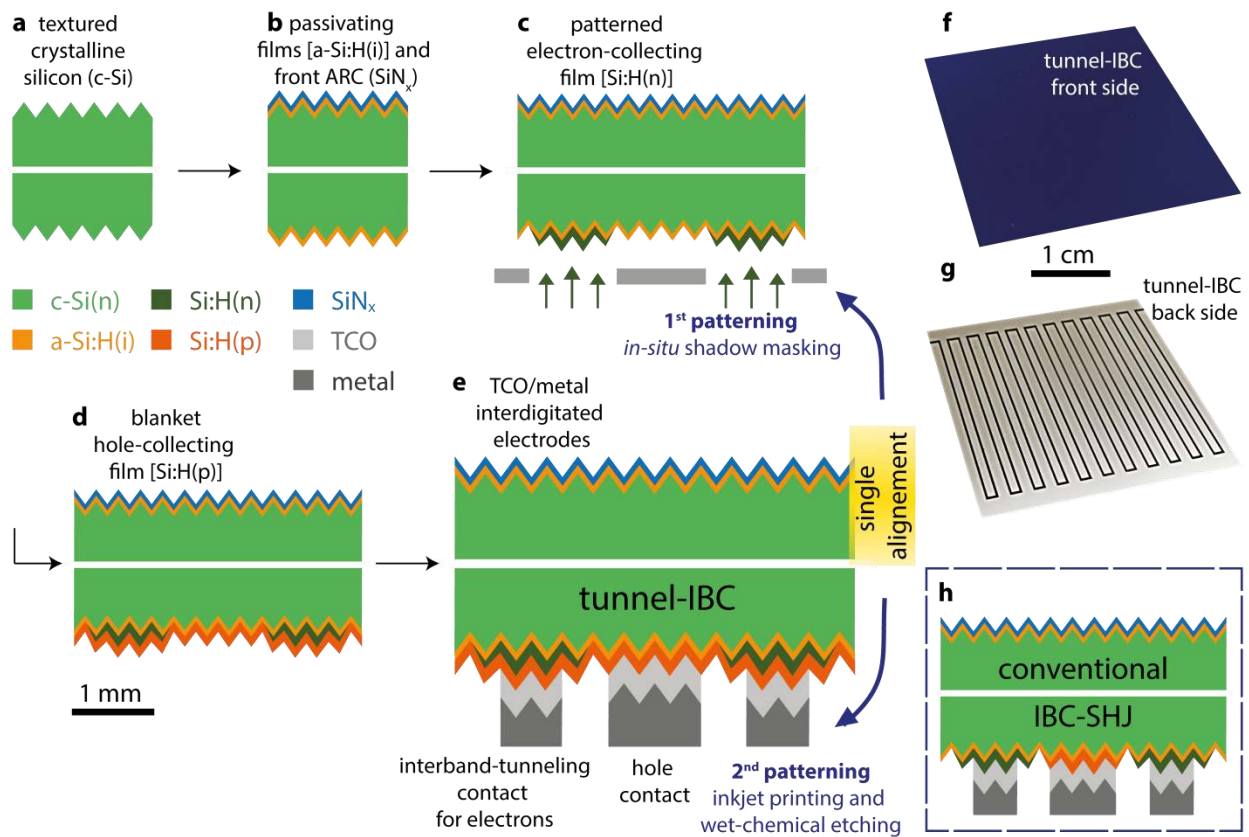 a textured
crystalline
silicon (c-Si)
b passivating
films [a-Si:H(i)] and
front ARC (SiNx)
c patterned
electron-collecting
film [Si:H(n)]
1st patterning
in-situ shadow masking
c-Si(n)
Si:H(n)
SiNx
a-Si:H(i)
Si:H(p)
TCO
metal
d blanket
hole-collecting
film [Si:H(p)]
1 mm
e TCO/metal
interdigitated
electrodes
tunnel-IBC
single
alignement
interband-tunneling
contact
for electrons
hole
contact
2nd patterning
inkjet printing and
wet-chemical etching
f
tunnel-IBC
front side
1 cm
g
tunnel-IBC
back side
h
conventional
IBC-SHJ